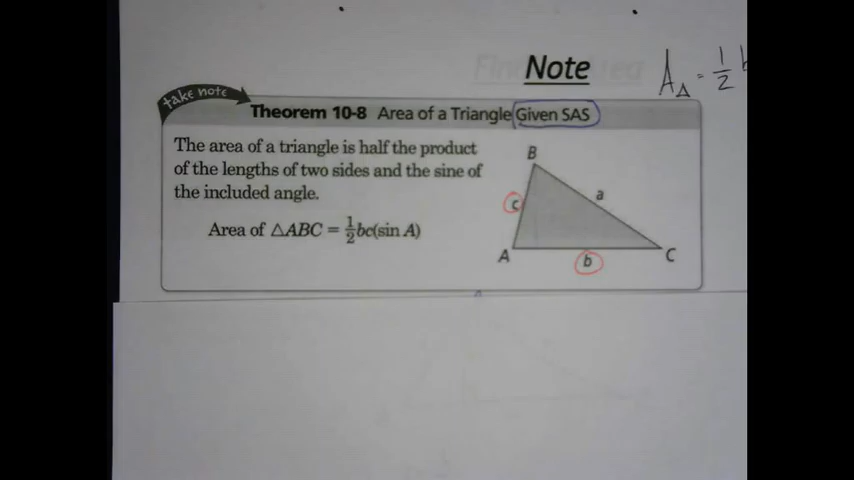 Note
A△ = 1/2 b
take note
Theorem 10-8 Area of a Triangle Given SAS
The area of a triangle is half the product
of the lengths of two sides and the sine of
the included angle.
Area of △ABC = 1/2 bc(sin A)
B
c
a
A
b
C